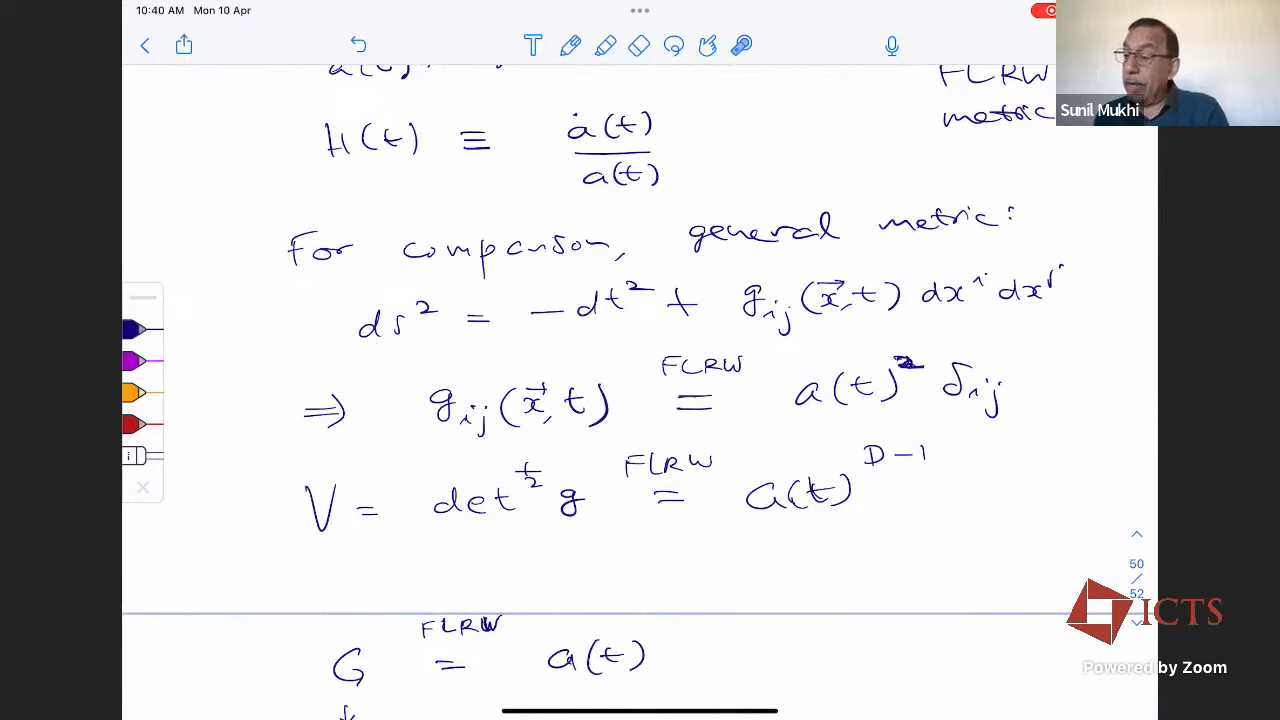 10:40 AM Mon 10 Apr
FLRW
metric
Sunil Mukhi
H(t) ≡ ȧ(t)/a(t)
For comparison, general metric:
ds² = −dt² + g_ij(x⃗,t) dx^i dx^j
⇒ g_ij(x⃗,t) =^{FLRW} a(t)² δ_ij
V = det^{1/2} g =^{FLRW} a(t)^{D−1}
50
/
52
ICTS
G =^{FLRW} a(t)
Powered by Zoom